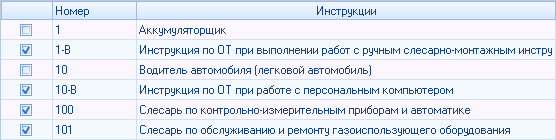 Номер Инструкции
1 Аккумуляторщик
1-В Инструкция по ОТ при выполнении работ с ручным слесарно-монтажным инстру
10 Водитель автомобиля (легковой автомобиль)
10-В Инструкция по ОТ при работе с персональным компьютером
100 Слесарь по контрольно-измерительным приборам и автоматике
101 Слесарь по обслуживанию и ремонту газоиспользующего оборудования